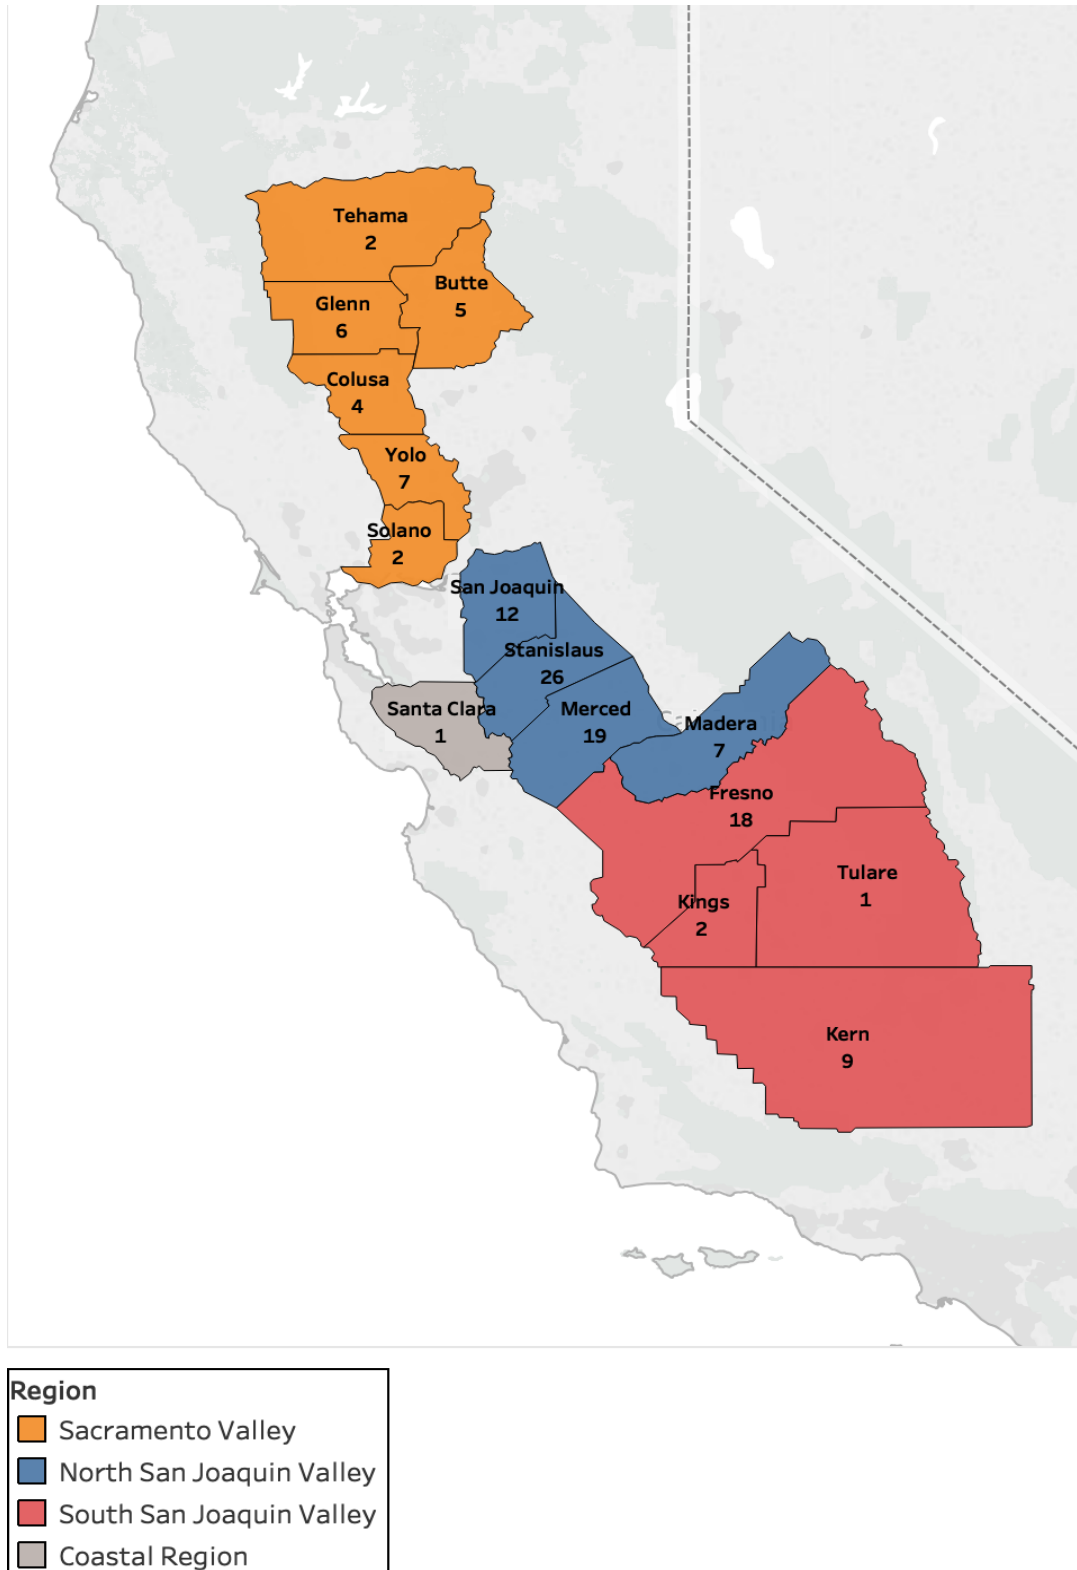 Tehama
2
Butte
5
Glenn
6
Colusa
4
Yolo
7
Solano
2
San Joaquin
12
Stanislaus
26
Merced
19
Santa Clara
1
Madera
7
Fresno
18
Tulare
1
Kings
2
Kern
9
Region
Sacramento Valley
North San Joaquin Valley
South San Joaquin Valley
Coastal Region